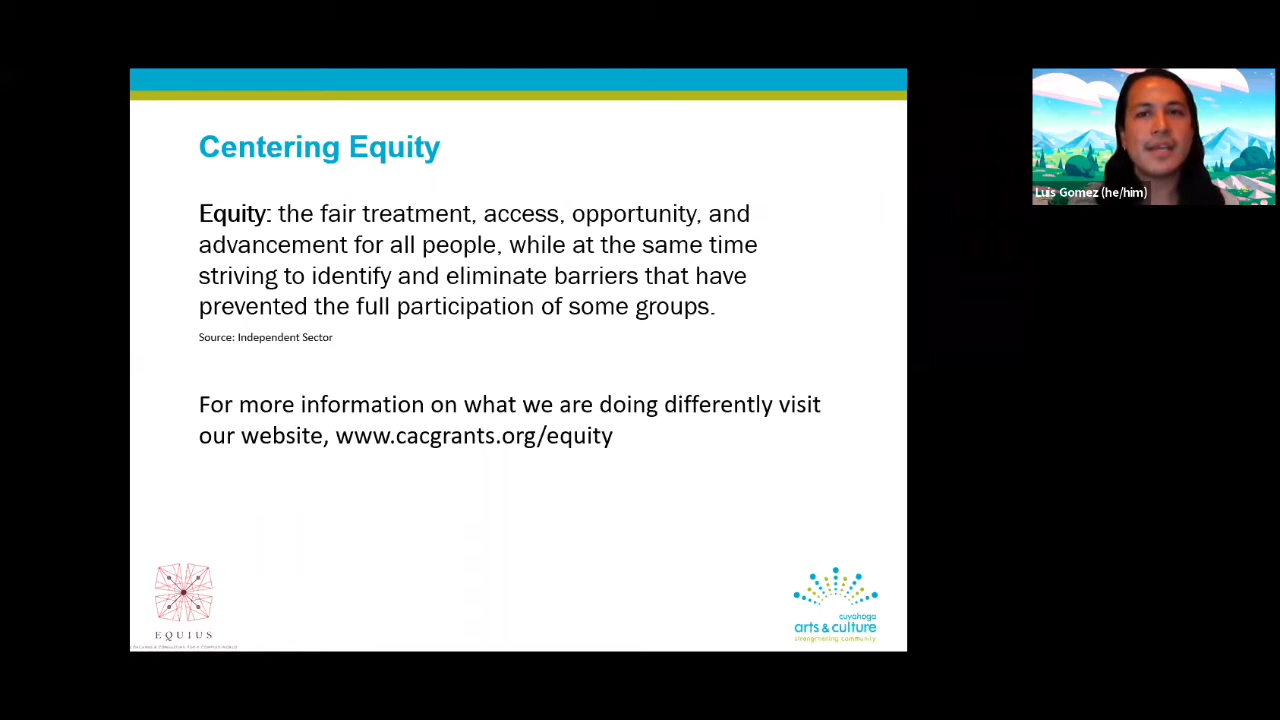 Centering Equity
Equity: the fair treatment, access, opportunity, and
advancement for all people, while at the same time
striving to identify and eliminate barriers that have
prevented the full participation of some groups.
Source: Independent Sector
For more information on what we are doing differently visit
our website, www.cacgrants.org/equity
Luis Gomez (he/him)
EQUIUS
cuyahoga
arts & culture
strengthening community